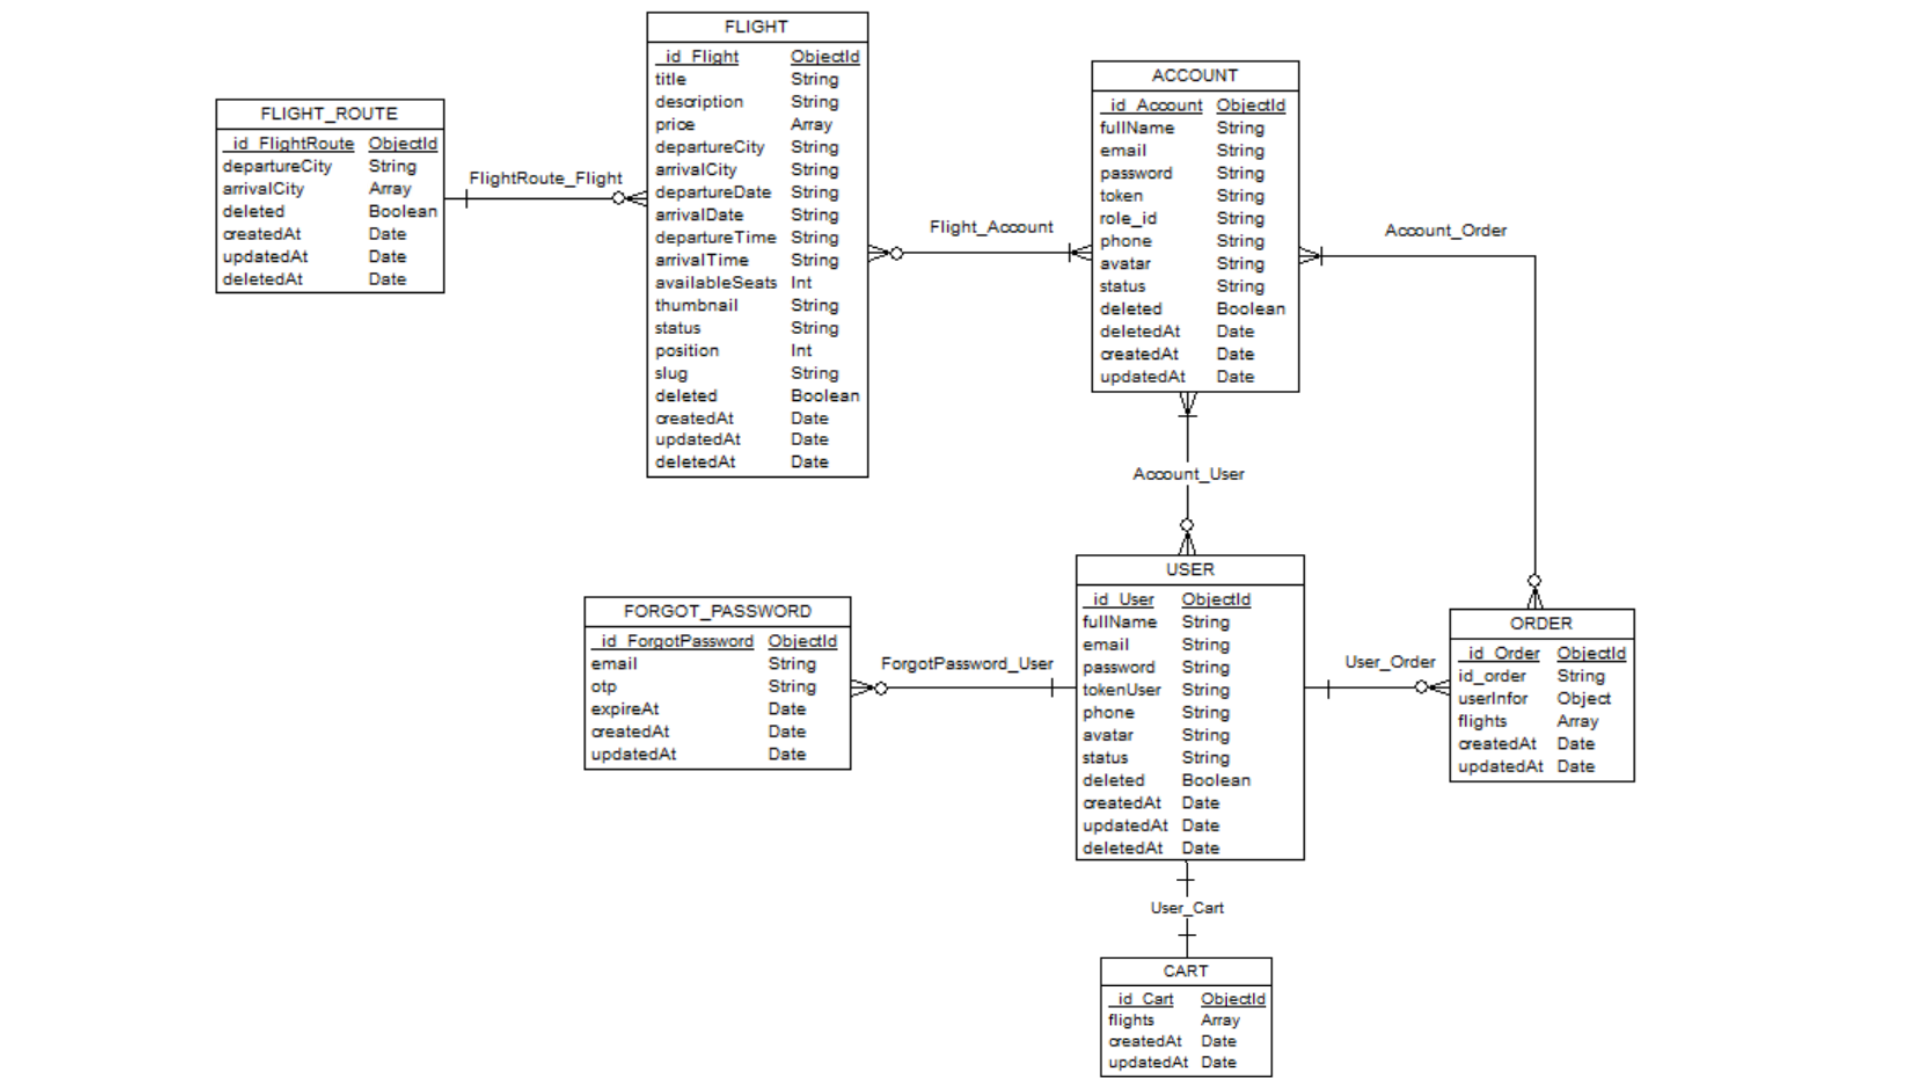 FLIGHT
_id_Flight ObjectId
title String
description String
price Array
departureCity String
arrivalCity String
departureDate String
arrivalDate String
departureTime String
arrivalTime String
availableSeats Int
thumbnail String
status String
position Int
slug String
deleted Boolean
createdAt Date
updatedAt Date
deletedAt Date
FLIGHT_ROUTE
_id_FlightRoute ObjectId
departureCity String
arrivalCity Array
deleted Boolean
createdAt Date
updatedAt Date
deletedAt Date
FlightRoute_Flight
Flight_Account
ACCOUNT
_id_Account ObjectId
fullName String
email String
password String
token String
role_id String
phone String
avatar String
status String
deleted Boolean
deletedAt Date
createdAt Date
updatedAt Date
Account_Order
Account_User
USER
_id_User ObjectId
fullName String
email String
password String
tokenUser String
phone String
avatar String
status String
deleted Boolean
createdAt Date
updatedAt Date
deletedAt Date
FORGOT_PASSWORD
_id_ForgotPassword ObjectId
email String
otp String
expireAt Date
createdAt Date
updatedAt Date
ForgotPassword_User
User_Order
ORDER
_id_Order ObjectId
id_order String
userInfor Object
flights Array
createdAt Date
updatedAt Date
User_Cart
CART
_id_Cart ObjectId
flights Array
createdAt Date
updatedAt Date